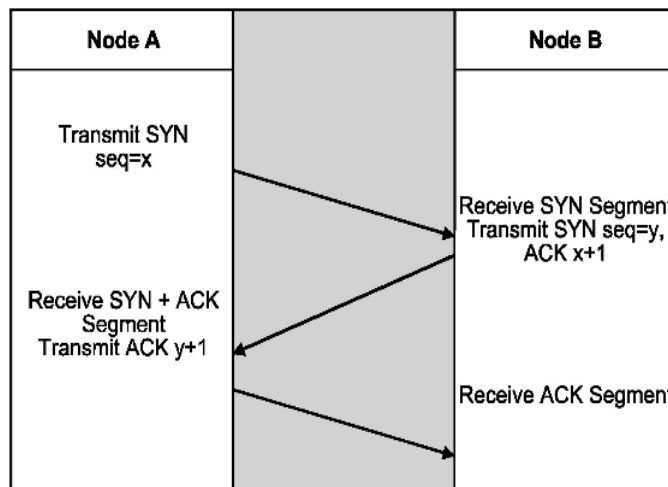 Node A
Node B
Transmit SYN
seq=x
Receive SYN Segment
Transmit SYN seq=y,
ACK x+1
Receive SYN + ACK
Segment
Transmit ACK y+1
Receive ACK Segment